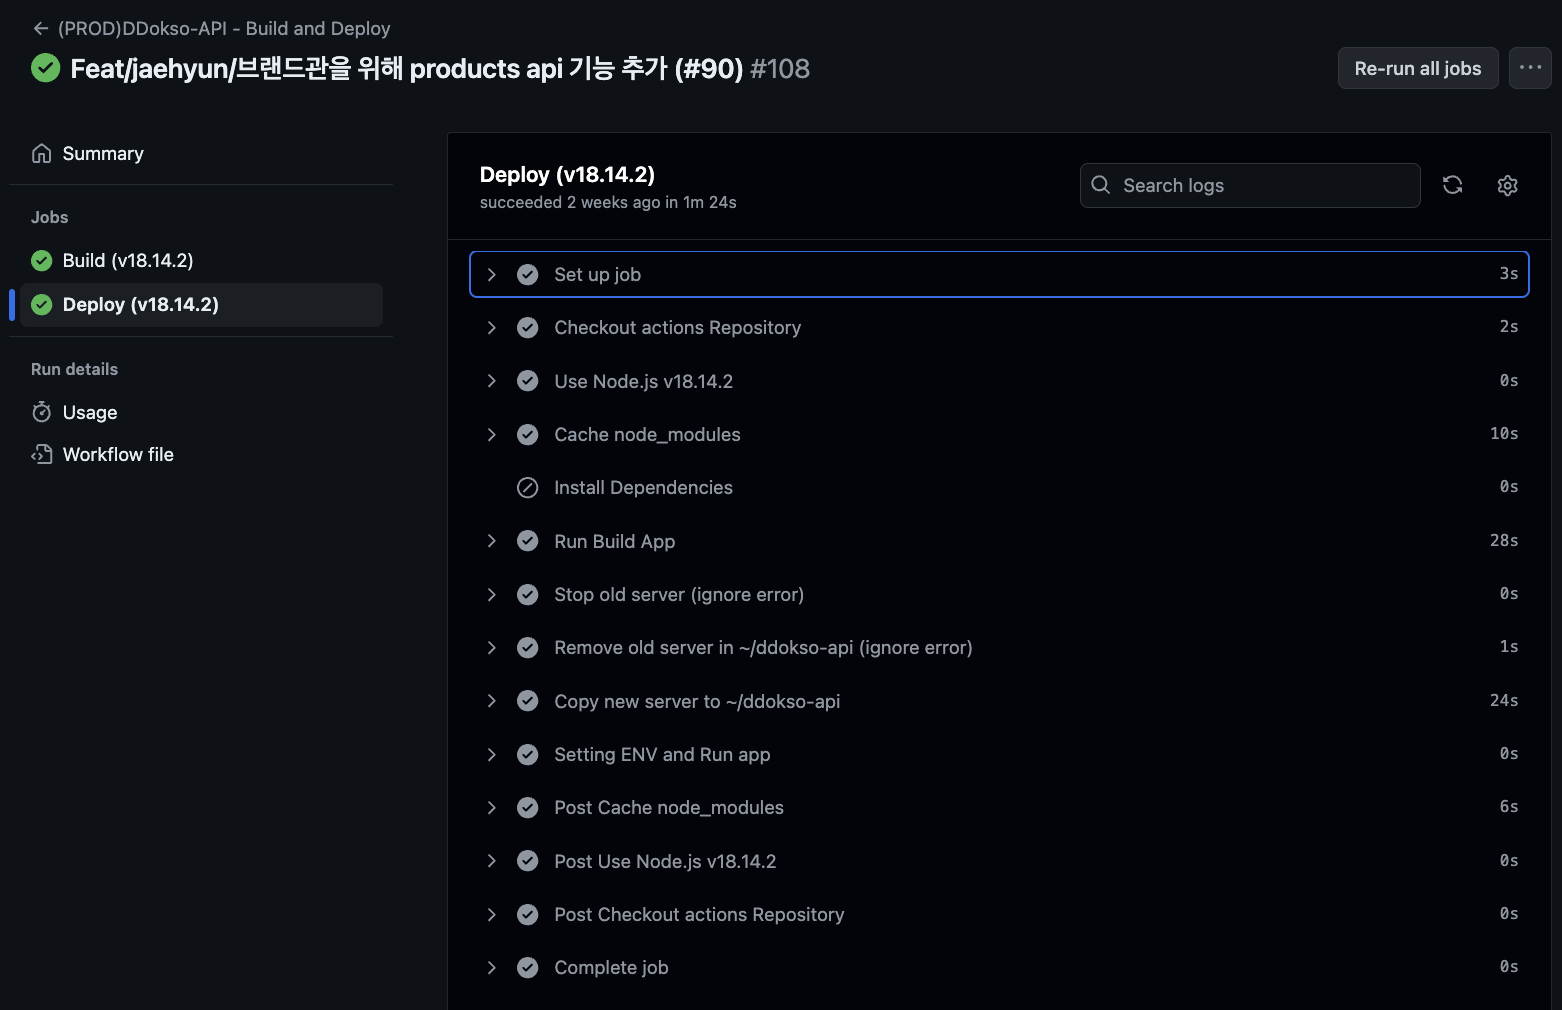 (PROD)DDokso-API - Build and Deploy
Feat/jaehyun/브랜드관을 위해 products api 기능 추가 (#90) #108
Re-run all jobs
Summary
Jobs
Build (v18.14.2)
Deploy (v18.14.2)
Run details
Usage
Workflow file
Deploy (v18.14.2)
succeeded 2 weeks ago in 1m 24s
Search logs
Set up job 3s
Checkout actions Repository 2s
Use Node.js v18.14.2 0s
Cache node_modules 10s
Install Dependencies 0s
Run Build App 28s
Stop old server (ignore error) 0s
Remove old server in ~/ddokso-api (ignore error) 1s
Copy new server to ~/ddokso-api 24s
Setting ENV and Run app 0s
Post Cache node_modules 6s
Post Use Node.js v18.14.2 0s
Post Checkout actions Repository 0s
Complete job 0s